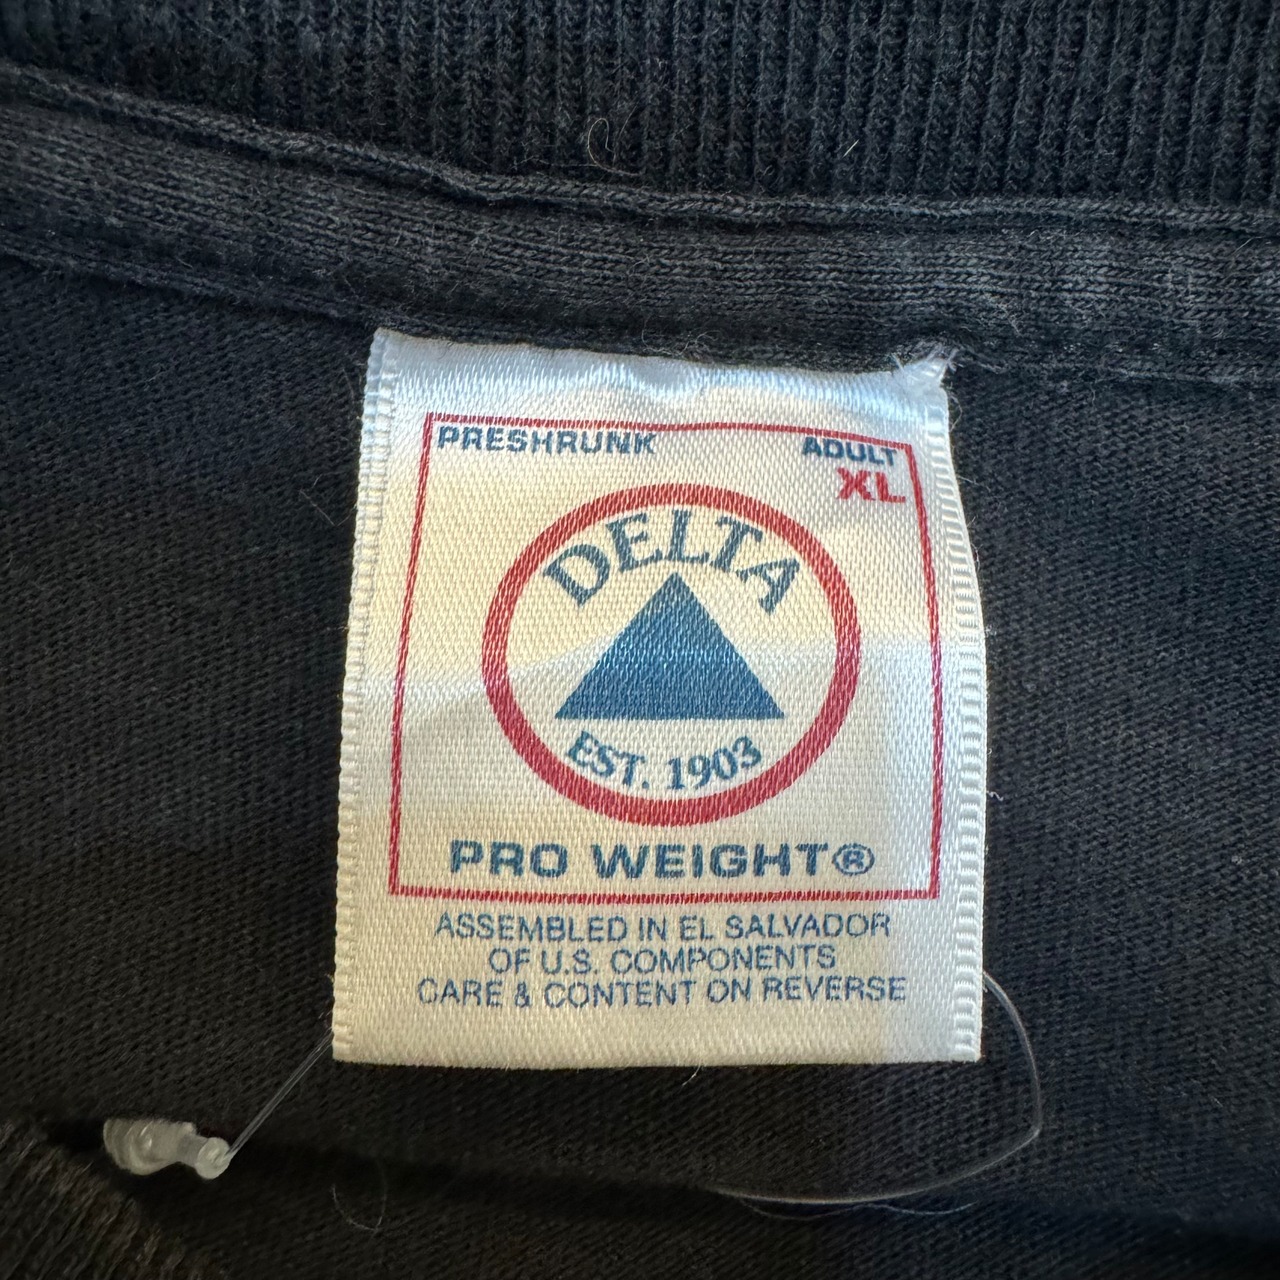 PRESHRUNK ADULT
XL
DELTA
EST. 1903
PRO WEIGHT®
ASSEMBLED IN EL SALVADOR
OF U.S. COMPONENTS
CARE & CONTENT ON REVERSE